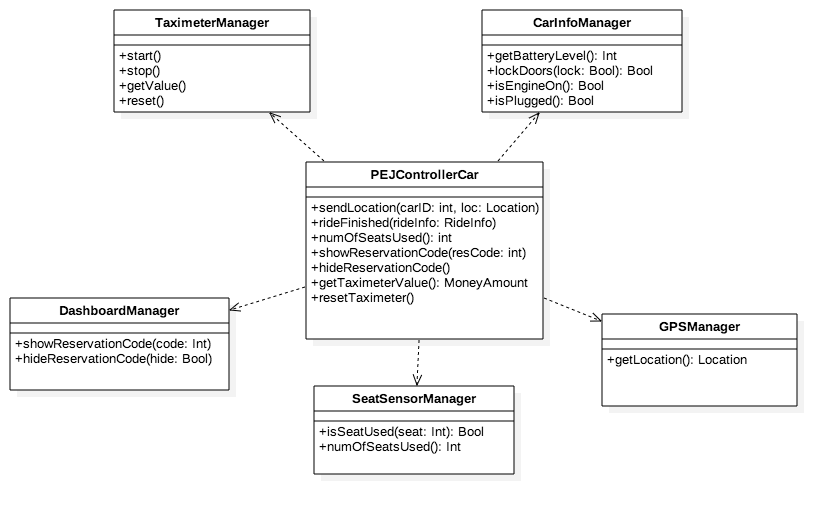 TaximeterManager
+start()
+stop()
+getValue()
+reset()
CarInfoManager
+getBatteryLevel(): Int
+lockDoors(lock: Bool): Bool
+isEngineOn(): Bool
+isPlugged(): Bool
PEJControllerCar
+sendLocation(carID: int, loc: Location)
+rideFinished(rideInfo: RideInfo)
+numOfSeatsUsed(): int
+showReservationCode(resCode: int)
+hideReservationCode()
+getTaximeterValue(): MoneyAmount
+resetTaximeter()
DashboardManager
+showReservationCode(code: Int)
+hideReservationCode(hide: Bool)
GPSManager
+getLocation(): Location
SeatSensorManager
+isSeatUsed(seat: Int): Bool
+numOfSeatsUsed(): Int